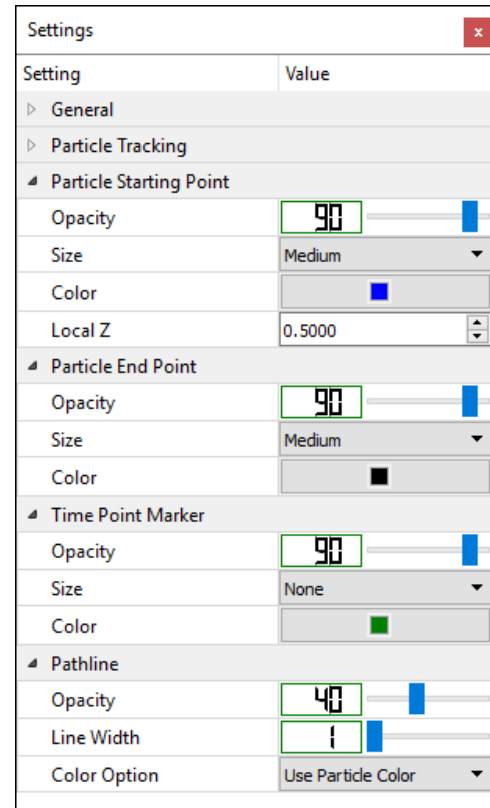 Settings x
Setting Value
General
Particle Tracking
Particle Starting Point
Opacity 90
Size Medium
Color
Local Z 0.5000
Particle End Point
Opacity 90
Size Medium
Color
Time Point Marker
Opacity 90
Size None
Color
Pathline
Opacity 40
Line Width 1
Color Option Use Particle Color